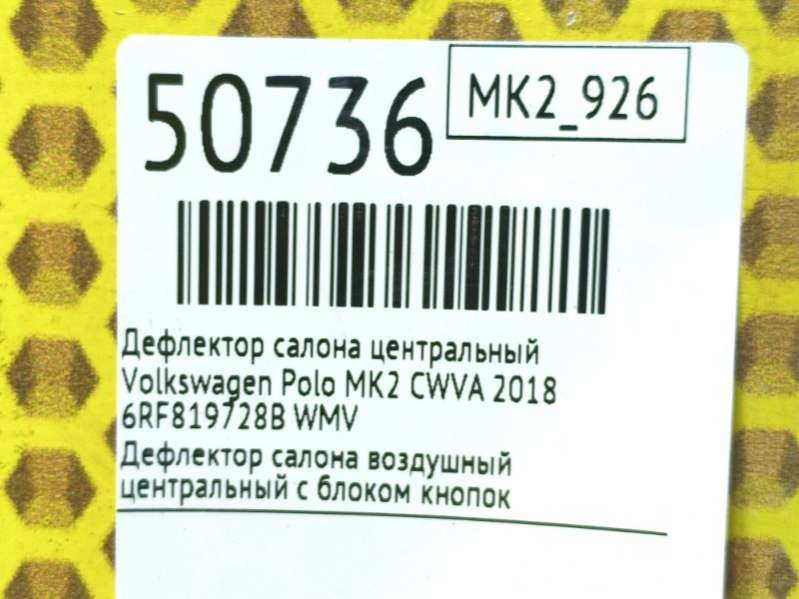 50736
MK2_926
Дефлектор салона центральный
Volkswagen Polo MK2 CWVA 2018
6RF819728B WMV
Дефлектор салона воздушный
центральный с блоком кнопок